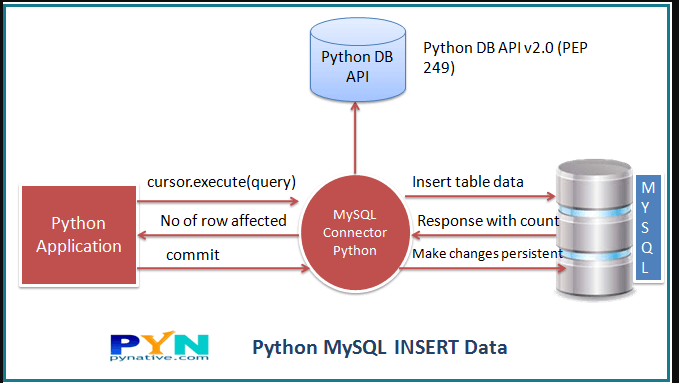 Python DB
API
Python DB API v2.0 (PEP
249)
cursor.execute(query)
Insert table data
Python
Application
No of row affected
MySQL
Connector
Python
Response with count
M
Y
S
Q
L
commit
Make changes persistent
PYN
pynative.com
Python MySQL INSERT Data